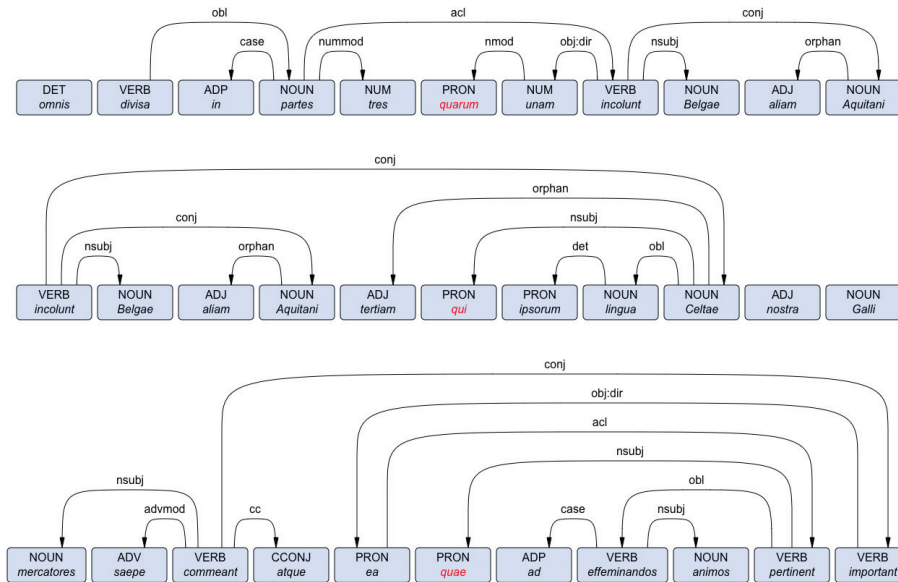 obl acl conj
case nummod nmod obj:dir nsubj orphan
DET VERB ADP NOUN NUM PRON NUM VERB NOUN ADJ NOUN
omnis divisa in partes tres quarum unam incolunt Belgae aliam Aquitani
conj
orphan
conj nsubj
nsubj orphan det obl
VERB NOUN ADJ NOUN ADJ PRON PRON NOUN NOUN ADJ NOUN
incolunt Belgae aliam Aquitani tertiam qui ipsorum lingua Celtae nostra Galli
conj
obj:dir
acl
nsubj
nsubj obl
advmod cc case nsubj
NOUN ADV VERB CCONJ PRON PRON ADP VERB NOUN VERB VERB
mercatores saepe commeant atque ea quae ad effeminandos animos pertinent important